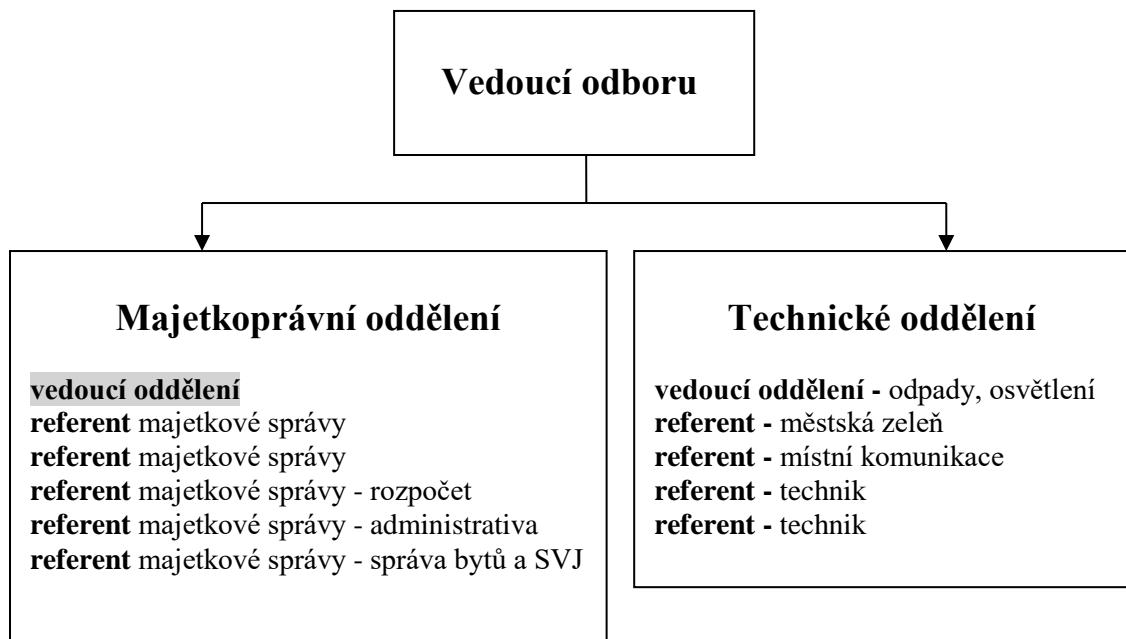 Vedoucí odboru
Majetkoprávní oddělení
vedoucí oddělení
referent majetkové správy
referent majetkové správy
referent majetkové správy - rozpočet
referent majetkové správy - administrativa
referent majetkové správy - správa bytů a SVJ
Technické oddělení
vedoucí oddělení - odpady, osvětlení
referent - městská zeleň
referent - místní komunikace
referent - technik
referent - technik